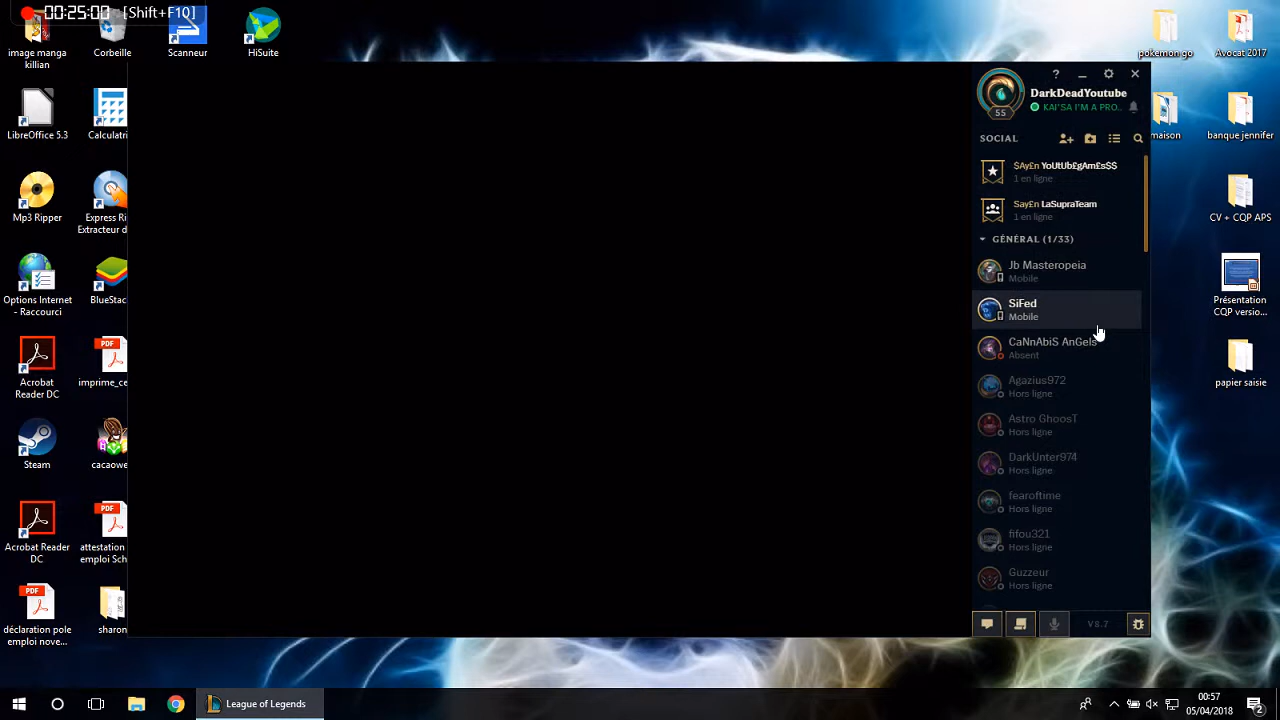 00:25:00 - [Shift+F10]
image manga
killian
Corbeille
Scanneur
HiSuite
pokemon go
Avocat 2017
LibreOffice 5.3
Calculatri...
maison
banque jennifer
Mp3 Ripper
Express Ri...
Extracteur d...
CV + CQP APS
Options Internet
- Raccourci
BlueStac
Présentation
CQP versio...
Acrobat
Reader DC
imprime_ce
papier saisie
Steam
cacaowe
Acrobat Reader
DC
attestation
emploi Sch
déclaration pole
emploi nove...
sharon
?
DarkDeadYoutube
KAI'SA I'M A PRO...
55
SOCIAL
$Ay£n YoUtUb£gAm£s$$
1 en ligne
Say£n LaSupraTeam
1 en ligne
GÉNÉRAL (1/33)
Jb Masteropeia
Mobile
SiFed
Mobile
CaNnAbiS AnGels
Absent
Agazius972
Hors ligne
Astro GhoosT
Hors ligne
DarkUnter974
Hors ligne
fearoftime
Hors ligne
fifou321
Hors ligne
Guzzeur
Hors ligne
V8.7
League of Legends
00:57
05/04/2018
2